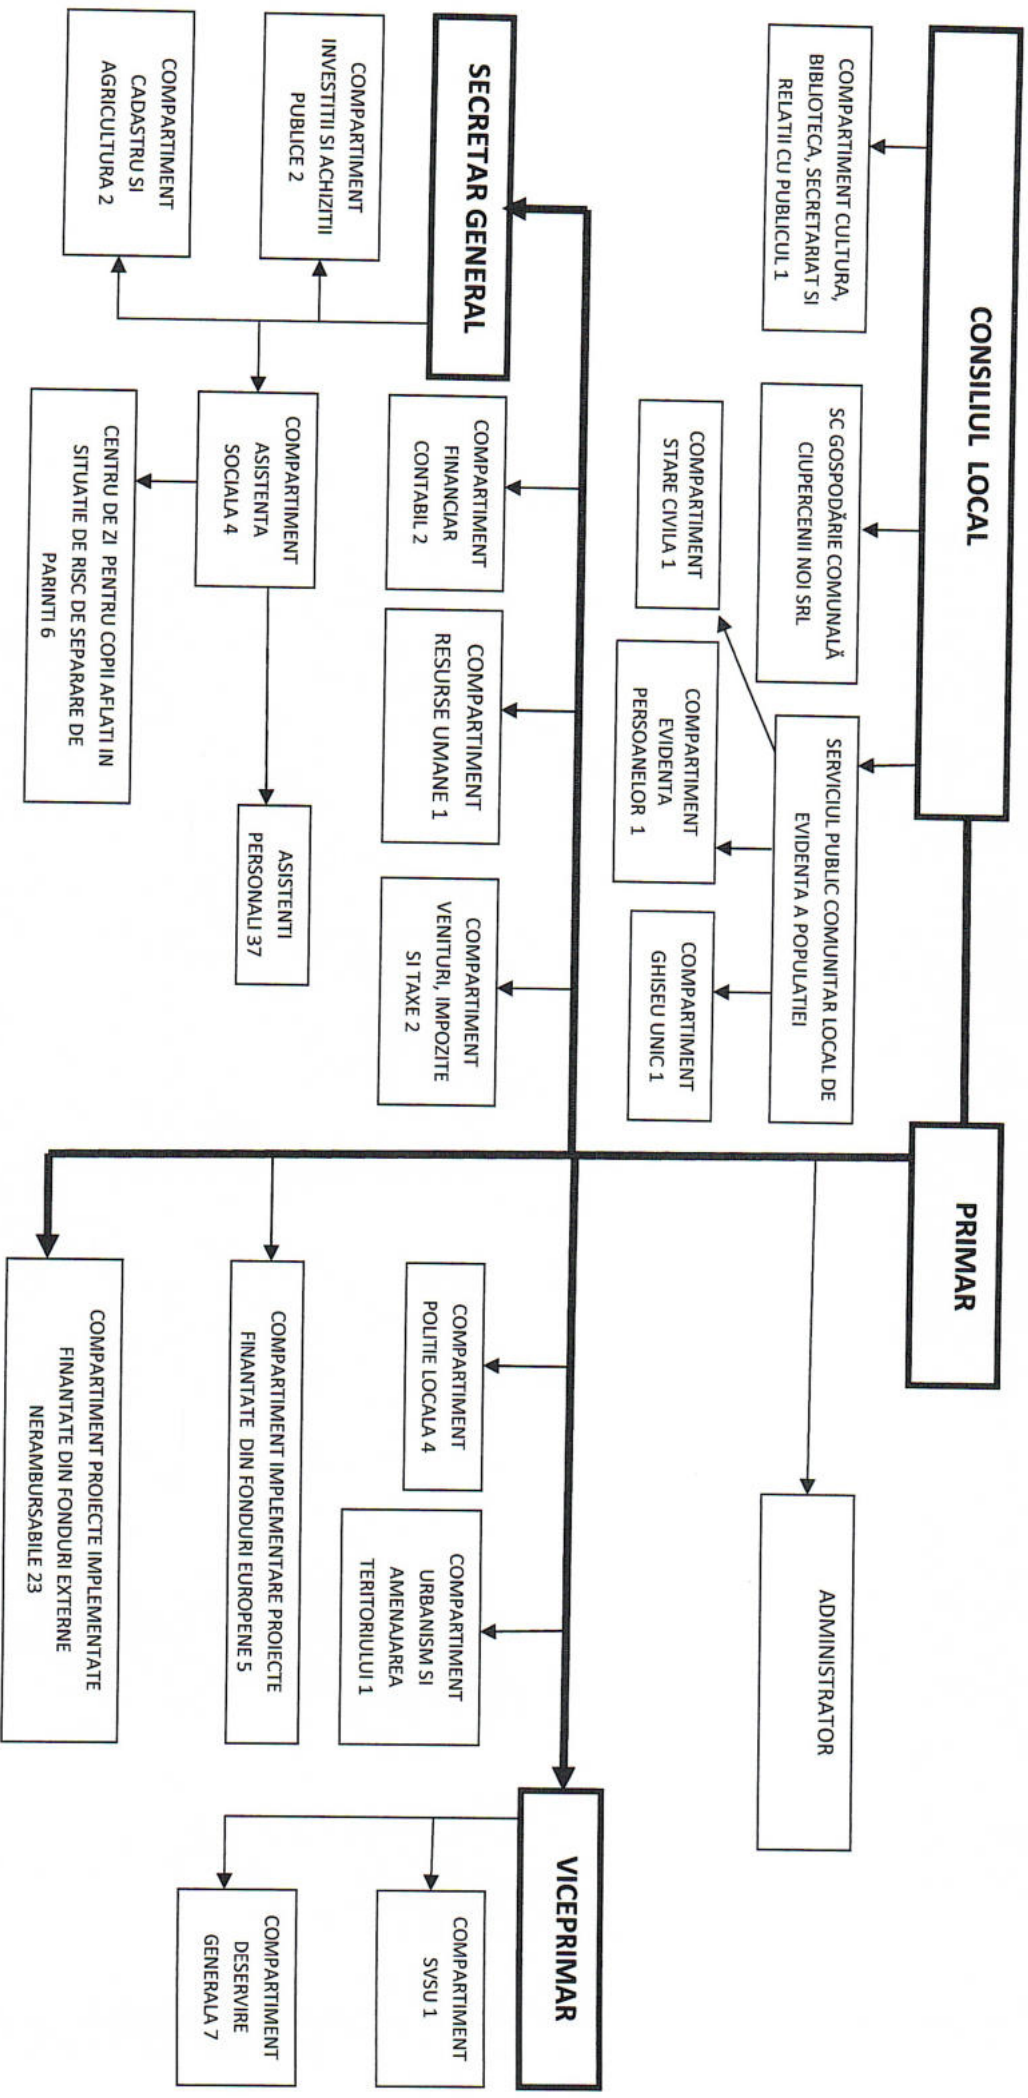 CONSILIUL LOCAL
PRIMAR
COMPARTIMENT CULTURA,
BIBLIOTECA, SECRETARIAT SI
RELATII CU PUBLICUL 1
SC GOSPODĂRIE COMUNALĂ
CIUPERCENII NOI SRL
SERVICIUL PUBLIC COMUNITAR LOCAL DE
EVIDENTA A POPULATIEI
ADMINISTRATOR
COMPARTIMENT
STARE CIVILA 1
COMPARTIMENT
EVIDENTA
PERSOANELOR 1
COMPARTIMENT
GHISEU UNIC 1
SECRETAR GENERAL
VICEPRIMAR
COMPARTIMENT
FINANCIAR
CONTABIL 2
COMPARTIMENT
RESURSE UMANE 1
COMPARTIMENT
VENITURI, IMPOZITE
SI TAXE 2
COMPARTIMENT
POLITIE LOCALA 4
COMPARTIMENT
URBANISM SI
AMENAJAREA
TERITORIULUI 1
COMPARTIMENT
SVSU 1
COMPARTIMENT
INVESTITII SI ACHIZITII
PUBLICE 2
COMPARTIMENT
ASISTENTA
SOCIALA 4
ASISTENTI
PERSONALI 37
COMPARTIMENT IMPLEMENTARE PROIECTE
FINANTATE DIN FONDURI EUROPENE 5
COMPARTIMENT
DESERVIRE
GENERALA 7
COMPARTIMENT
CADASTRU SI
AGRICULTURA 2
CENTRU DE ZI PENTRU COPII AFLATI IN
SITUATIE DE RISC DE SEPARARE DE
PARINTI 6
COMPARTIMENT PROIECTE IMPLEMENTATE
FINANTATE DIN FONDURI EXTERNE
NERAMBURSABILE 23